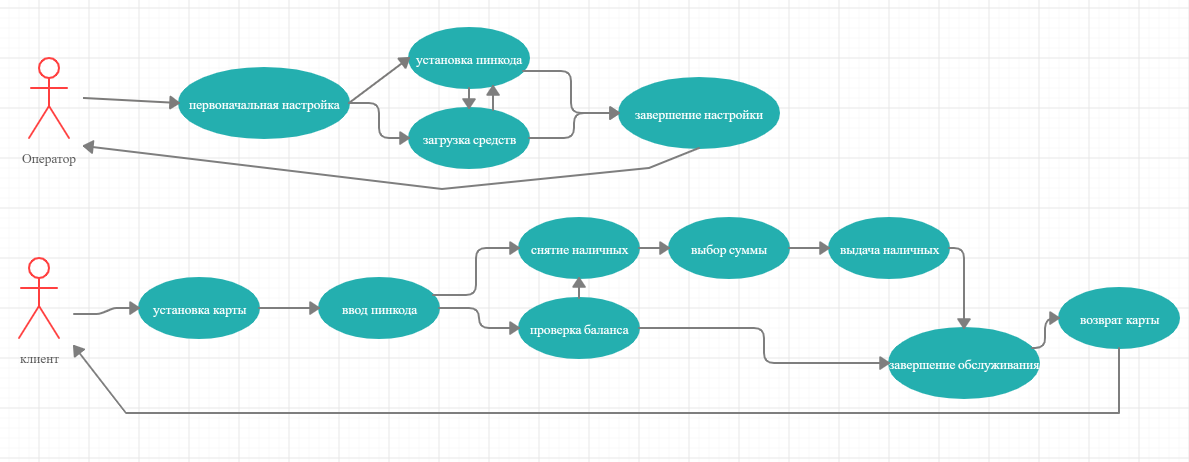 Оператор
первоначальная настройка
установка пинкода
загрузка средств
завершение настройки
клиент
установка карты
ввод пинкода
снятие наличных
выбор суммы
выдача наличных
проверка баланса
завершение обслуживания
возврат карты